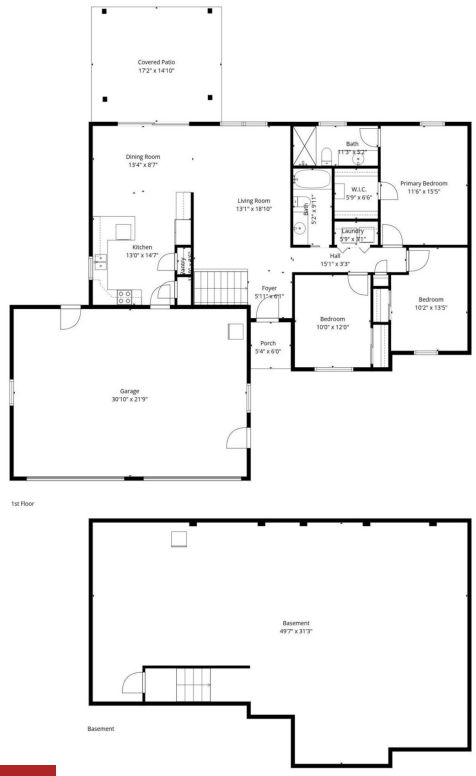 Covered Patio
17'2" x 14'10"
Dining Room
13'4" x 8'7"
Bath
11'3" x 5'2"
W.I.C.
5'9" x 6'6"
Primary Bedroom
11'6" x 15'5"
Living Room
13'1" x 18'10"
Bath
5'2" x 9'11"
Laundry
5'9" x 3'1"
Kitchen
13'0" x 14'7"
Pantry
Hall
15'1" x 3'3"
Foyer
5'11" x 6'1"
Bedroom
10'0" x 12'0"
Bedroom
10'2" x 13'5"
Porch
5'4" x 6'0"
Garage
30'10" x 21'9"
1st Floor
Basement
49'7" x 31'3"
Basement